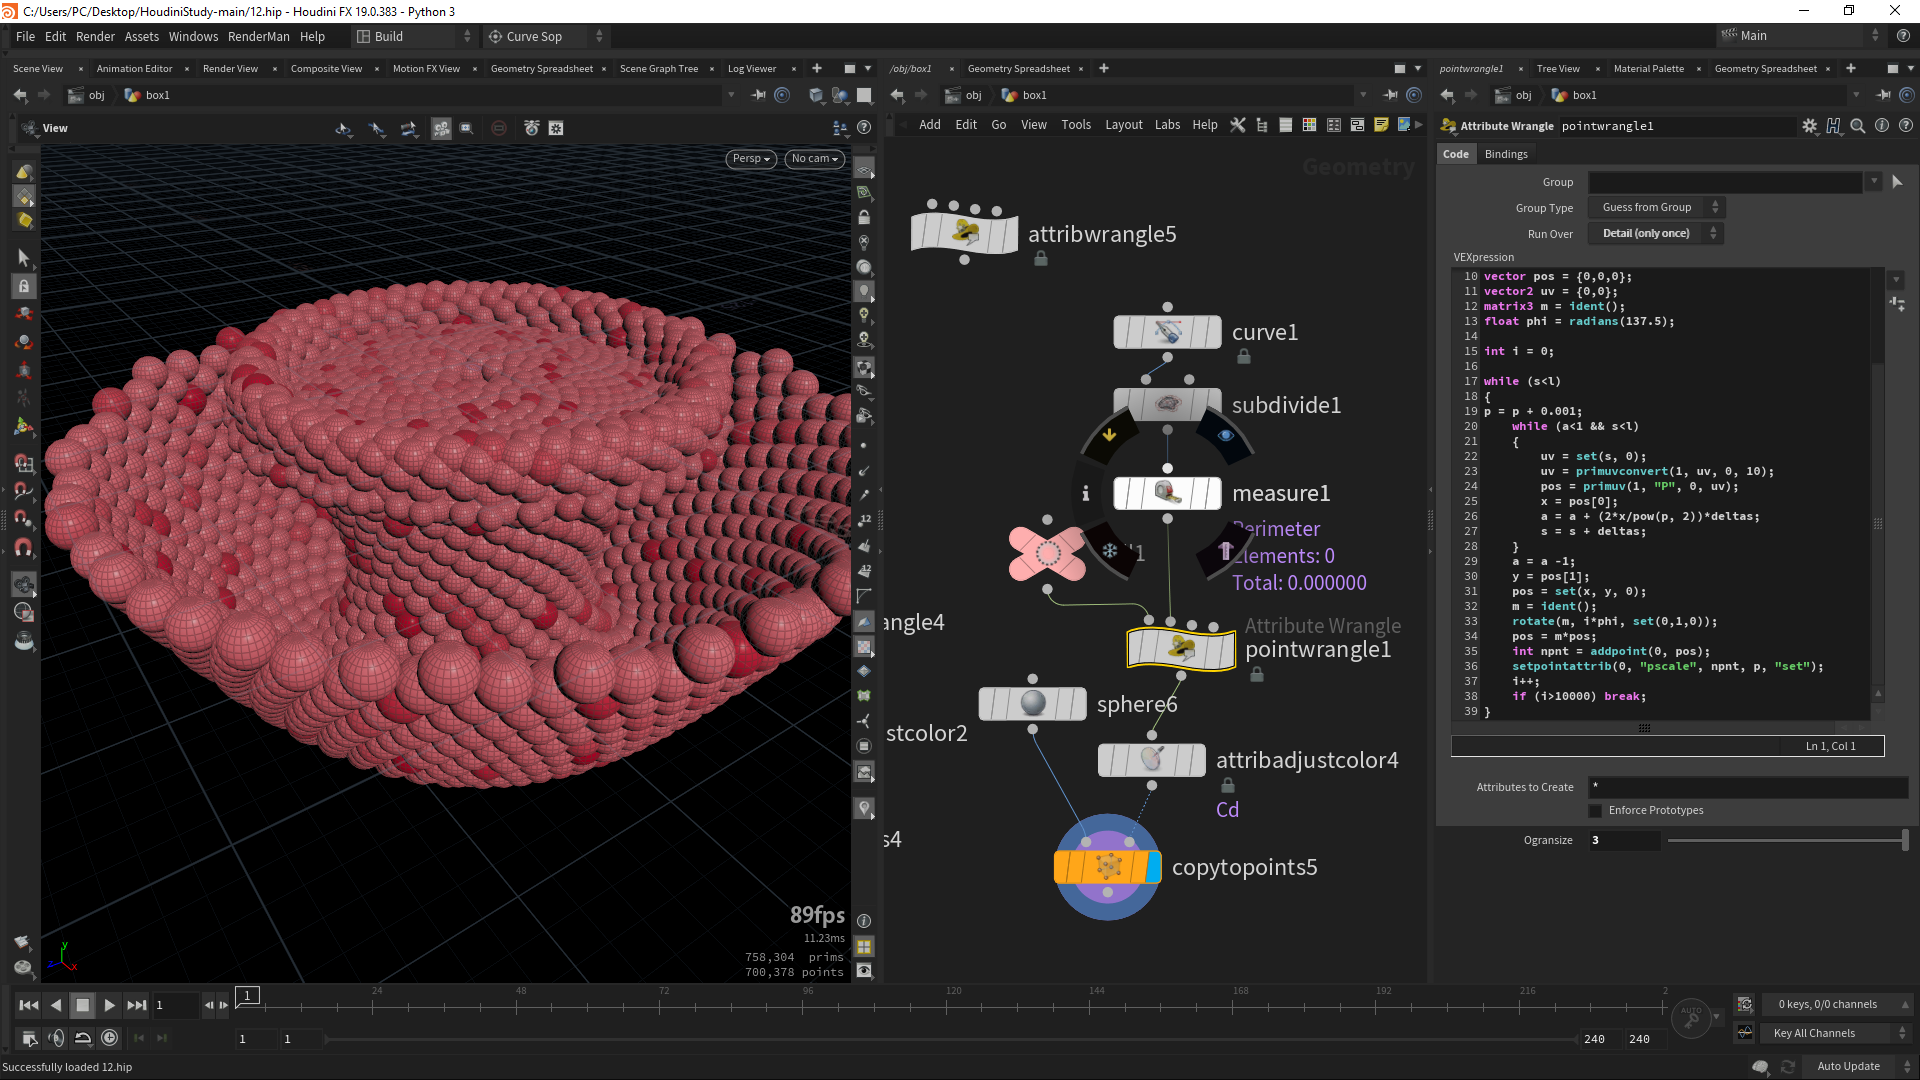 C:/Users/PC/Desktop/HoudiniStudy-main/12.hip - Houdini FX 19.0.383 - Python 3
File Edit Render Assets Windows RenderMan Help Build Curve Sop Main
Scene View × Animation Editor × Render View × Composite View × Motion FX View × Geometry Spreadsheet × Scene Graph Tree × Log Viewer ×
obj box1
View
Persp No cam
89fps
11.23ms
758,304 prims
700,378 points
/obj/box1 × Geometry Spreadsheet ×
obj box1
Add Edit Go View Tools Layout Labs Help
Geometry
attribwrangle5
curve1
subdivide1
measure1
Perimeter
Elements: 0
Total: 0.000000
angle4
Attribute Wrangle
pointwrangle1
sphere6
stcolor2
attribadjustcolor4
Cd
s4
copytopoints5
pointwrangle1 × Tree View × Material Palette × Geometry Spreadsheet ×
obj box1
Attribute Wrangle pointwrangle1
Code Bindings
Group
Group Type Guess from Group
Run Over Detail (only once)
VEXpression
10 vector pos = {0,0,0};
11 vector2 uv = {0,0};
12 matrix3 m = ident();
13 float phi = radians(137.5);
14
15 int i = 0;
16
17 while (s<l)
18 {
19 p = p + 0.001;
20 while (a<1 && s<l)
21 {
22 uv = set(s, 0);
23 uv = primuvconvert(1, uv, 0, 10);
24 pos = primuv(1, "P", 0, uv);
25 x = pos[0];
26 a = a + (2*x/pow(p, 2))*deltas;
27 s = s + deltas;
28 }
29 a = a -1;
30 y = pos[1];
31 pos = set(x, y, 0);
32 m = ident();
33 rotate(m, i*phi, set(0,1,0));
34 pos = m*pos;
35 int npnt = addpoint(0, pos);
36 setpointattrib(0, "pscale", npnt, p, "set");
37 i++;
38 if (i>10000) break;
39 }
Ln 1, Col 1
Attributes to Create *
Enforce Prototypes
Ogransize 3
1 1 24 48 72 96 120 144 168 192 216 2
AUTO
0 keys, 0/0 channels
1 1 240 240 Key All Channels
Successfully loaded 12.hip
Auto Update